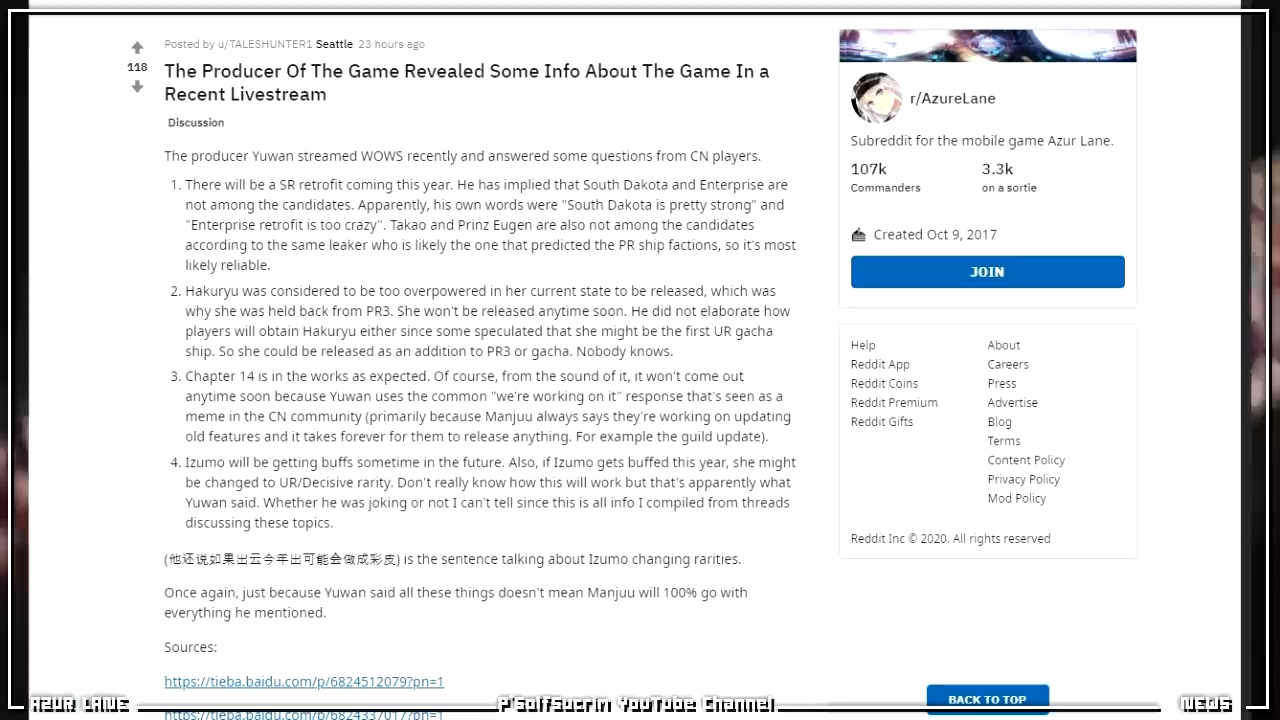 Posted by u/TALESHUNTER1 Seattle 23 hours ago
118
The Producer Of The Game Revealed Some Info About The Game In a
Recent Livestream
Discussion
The producer Yuwan streamed WOWS recently and answered some questions from CN players.
1. There will be a SR retrofit coming this year. He has implied that South Dakota and Enterprise are
not among the candidates. Apparently, his own words were "South Dakota is pretty strong" and
"Enterprise retrofit is too crazy". Takao and Prinz Eugen are also not among the candidates
according to the same leaker who is likely the one that predicted the PR ship factions, so it's most
likely reliable.
2. Hakuryu was considered to be too overpowered in her current state to be released, which was
why she was held back from PR3. She won't be released anytime soon. He did not elaborate how
players will obtain Hakuryu either since some speculated that she might be the first UR gacha
ship. So she could be released as an addition to PR3 or gacha. Nobody knows.
3. Chapter 14 is in the works as expected. Of course, from the sound of it, it won't come out
anytime soon because Yuwan uses the common "we're working on it" response that's seen as a
meme in the CN community (primarily because Manjuu always says they're working on updating
old features and it takes forever for them to release anything. For example the guild update).
4. Izumo will be getting buffs sometime in the future. Also, if Izumo gets buffed this year, she might
be changed to UR/Decisive rarity. Don't really know how this will work but that's apparently what
Yuwan said. Whether he was joking or not I can't tell since this is all info I compiled from threads
discussing these topics.
(他还说如果出云今年出可能会做成彩皮) is the sentence talking about Izumo changing rarities.
Once again, just because Yuwan said all these things doesn't mean Manjuu will 100% go with
everything he mentioned.
Sources:
https://tieba.baidu.com/p/6824512079?pn=1
https://tieba.baidu.com/p/6824337017?pn=1
r/AzureLane
Subreddit for the mobile game Azur Lane.
107k 3.3k
Commanders on a sortie
Created Oct 9, 2017
JOIN
Help About
Reddit App Careers
Reddit Coins Press
Reddit Premium Advertise
Reddit Gifts Blog
Terms
Content Policy
Privacy Policy
Mod Policy
Reddit Inc © 2020. All rights reserved
BACK TO TOP
AZUR LANE
P'SolfSucrim YouTube Channel
NEWS